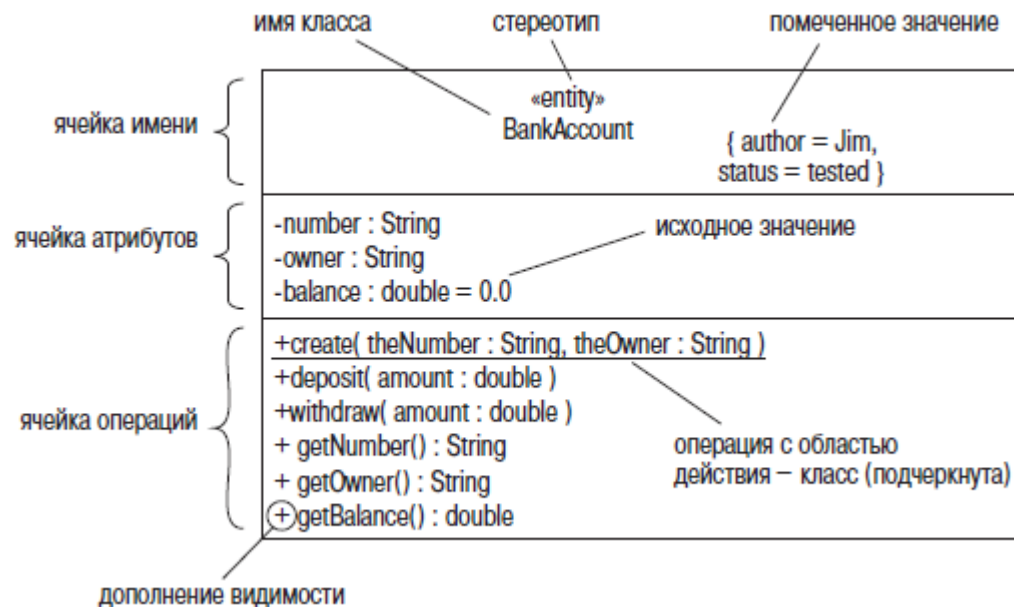 имя класса
стереотип
помеченное значение
ячейка имени
«entity»
BankAccount
{ author = Jim,
status = tested }
ячейка атрибутов
-number : String
-owner : String
-balance : double = 0.0
исходное значение
ячейка операций
+create( theNumber : String, theOwner : String )
+deposit( amount : double )
+withdraw( amount : double )
+ getNumber() : String
+ getOwner() : String
+getBalance() : double
операция с областью
действия – класс (подчеркнута)
дополнение видимости